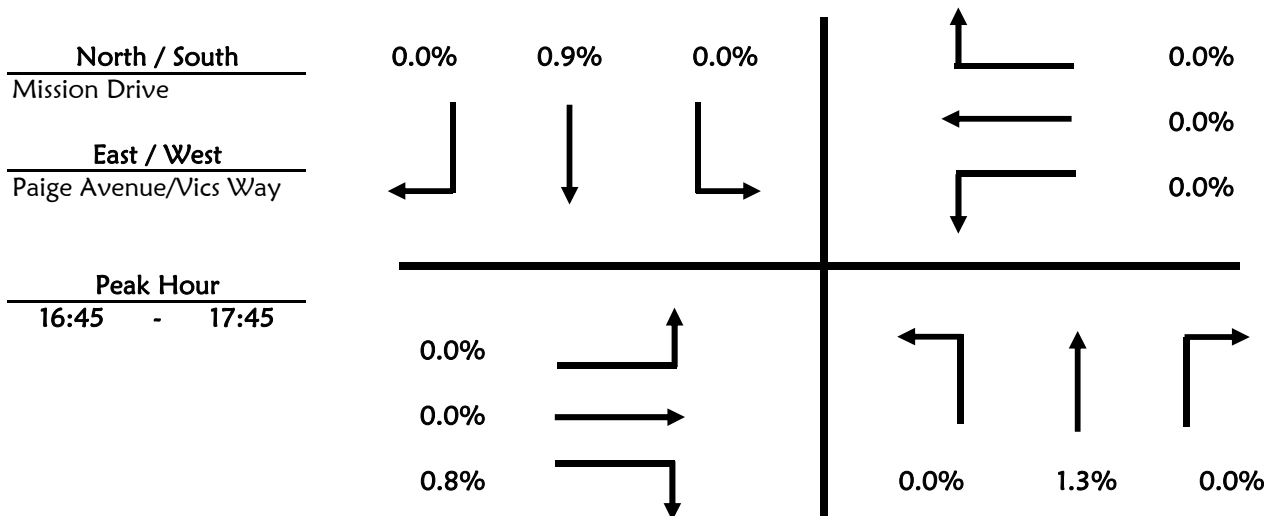 North / South
Mission Drive
East / West
Paige Avenue/Vics Way
Peak Hour
16:45 - 17:45
0.0% 0.9% 0.0%
0.0%
0.0%
0.0%
0.0%
0.0%
0.8%
0.0% 1.3% 0.0%